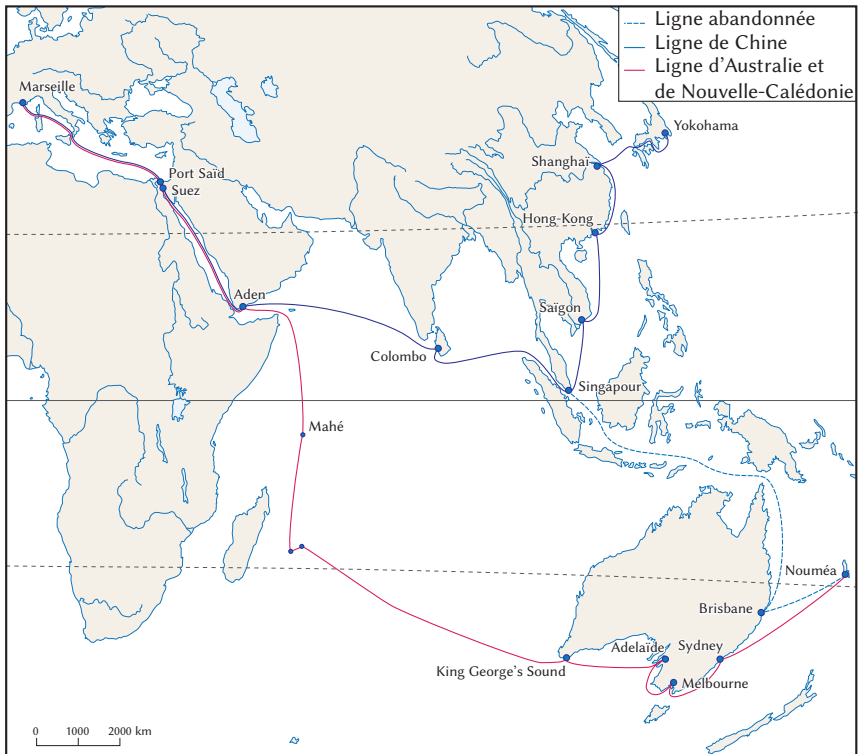 Ligne abandonnée
Ligne de Chine
Ligne d'Australie et
de Nouvelle-Calédonie
Marseille
Yokohama
Shanghaï
Port Saïd
Suez
Hong-Kong
Aden
Saïgon
Colombo
Singapour
Mahé
Nouméa
Brisbane
Adelaïde
Sydney
King George's Sound
Mélbourne
0
1000
2000 km